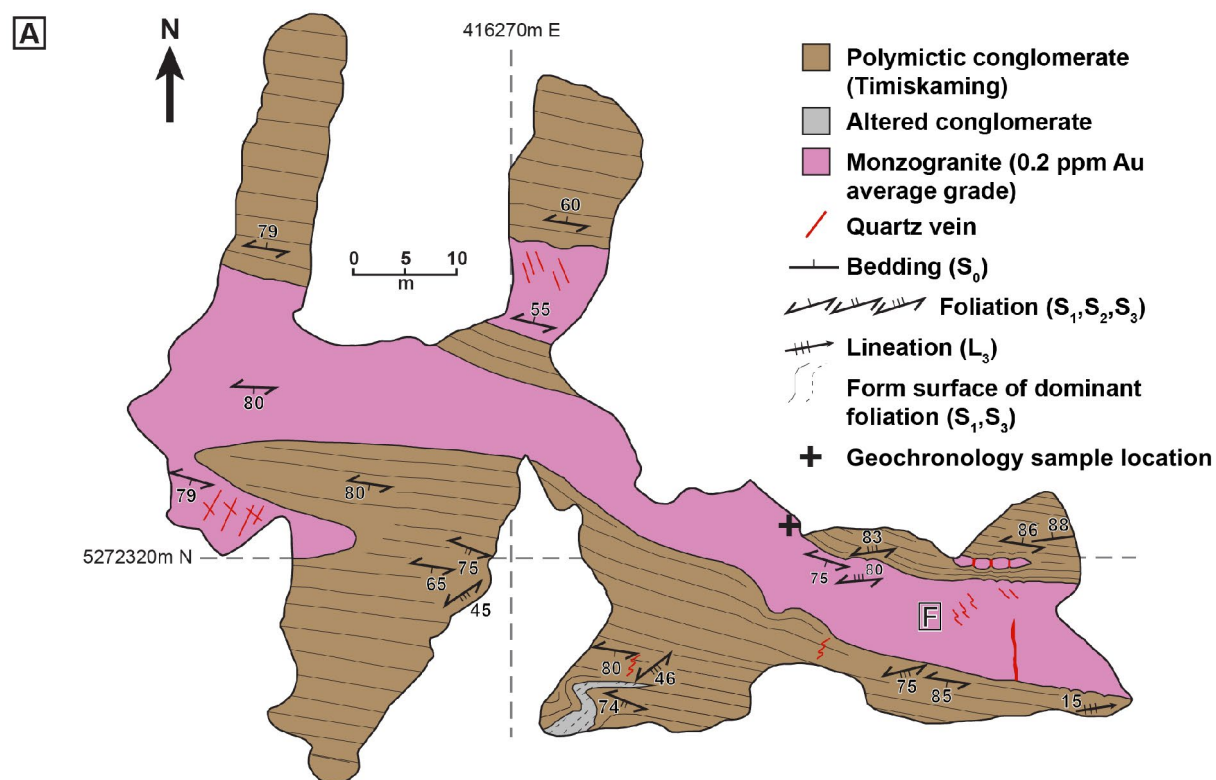 A
N
416270m E
Polymictic conglomerate
(Timiskaming)
Altered conglomerate
Monzogranite (0.2 ppm Au
average grade)
Quartz vein
Bedding (S₀)
Foliation (S₁,S₂,S₃)
Lineation (L₃)
Form surface of dominant
foliation (S₁,S₃)
Geochronology sample location
0 5 10
m
79
60
55
80
79
80
5272320m N
65
75
45
83
86
88
75
80
F
80
46
74
75
85
15